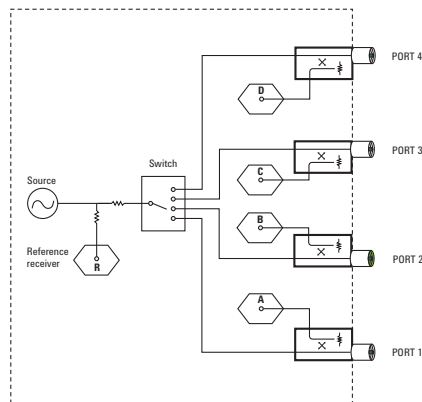 PORT 4
D
PORT 3
Switch
C
Source
B
Reference
receiver
R
PORT 2
A
PORT 1